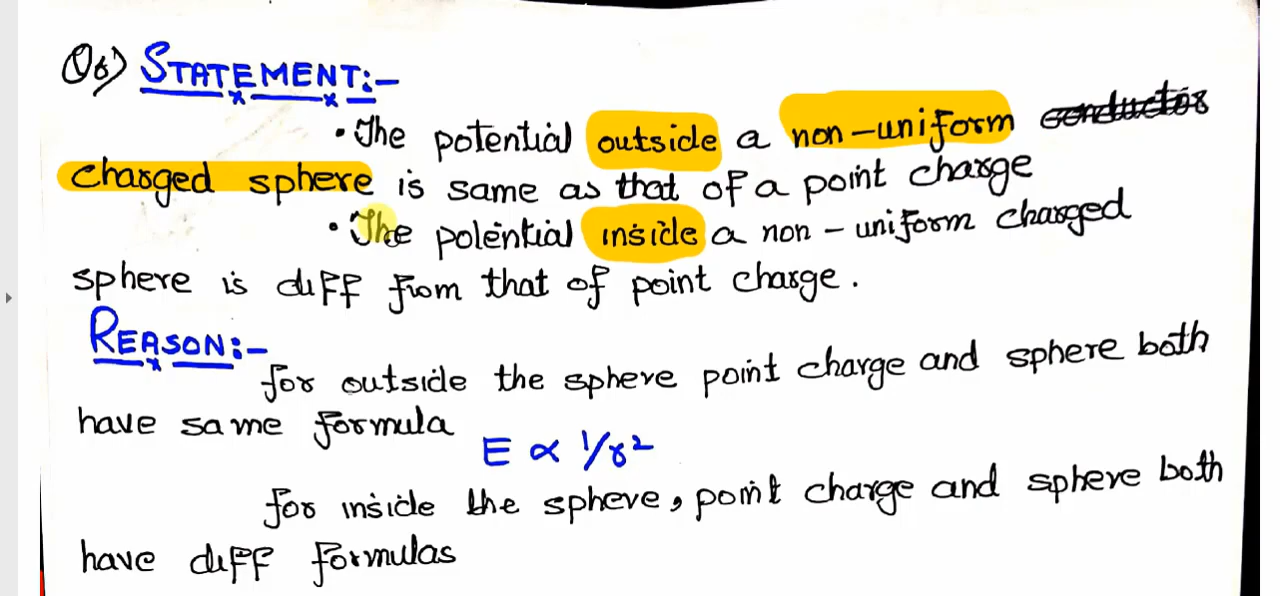 Q6) STATEMENT:-
• The potential outside a non-uniform
charged sphere is same as that of a point charge
• The potential inside a non-uniform charged
sphere is diff from that of point charge.
REASON:-
for outside the sphere point charge and sphere both
have same formula
E ∝ 1/r²
for inside the sphere, point charge and sphere both
have diff formulas